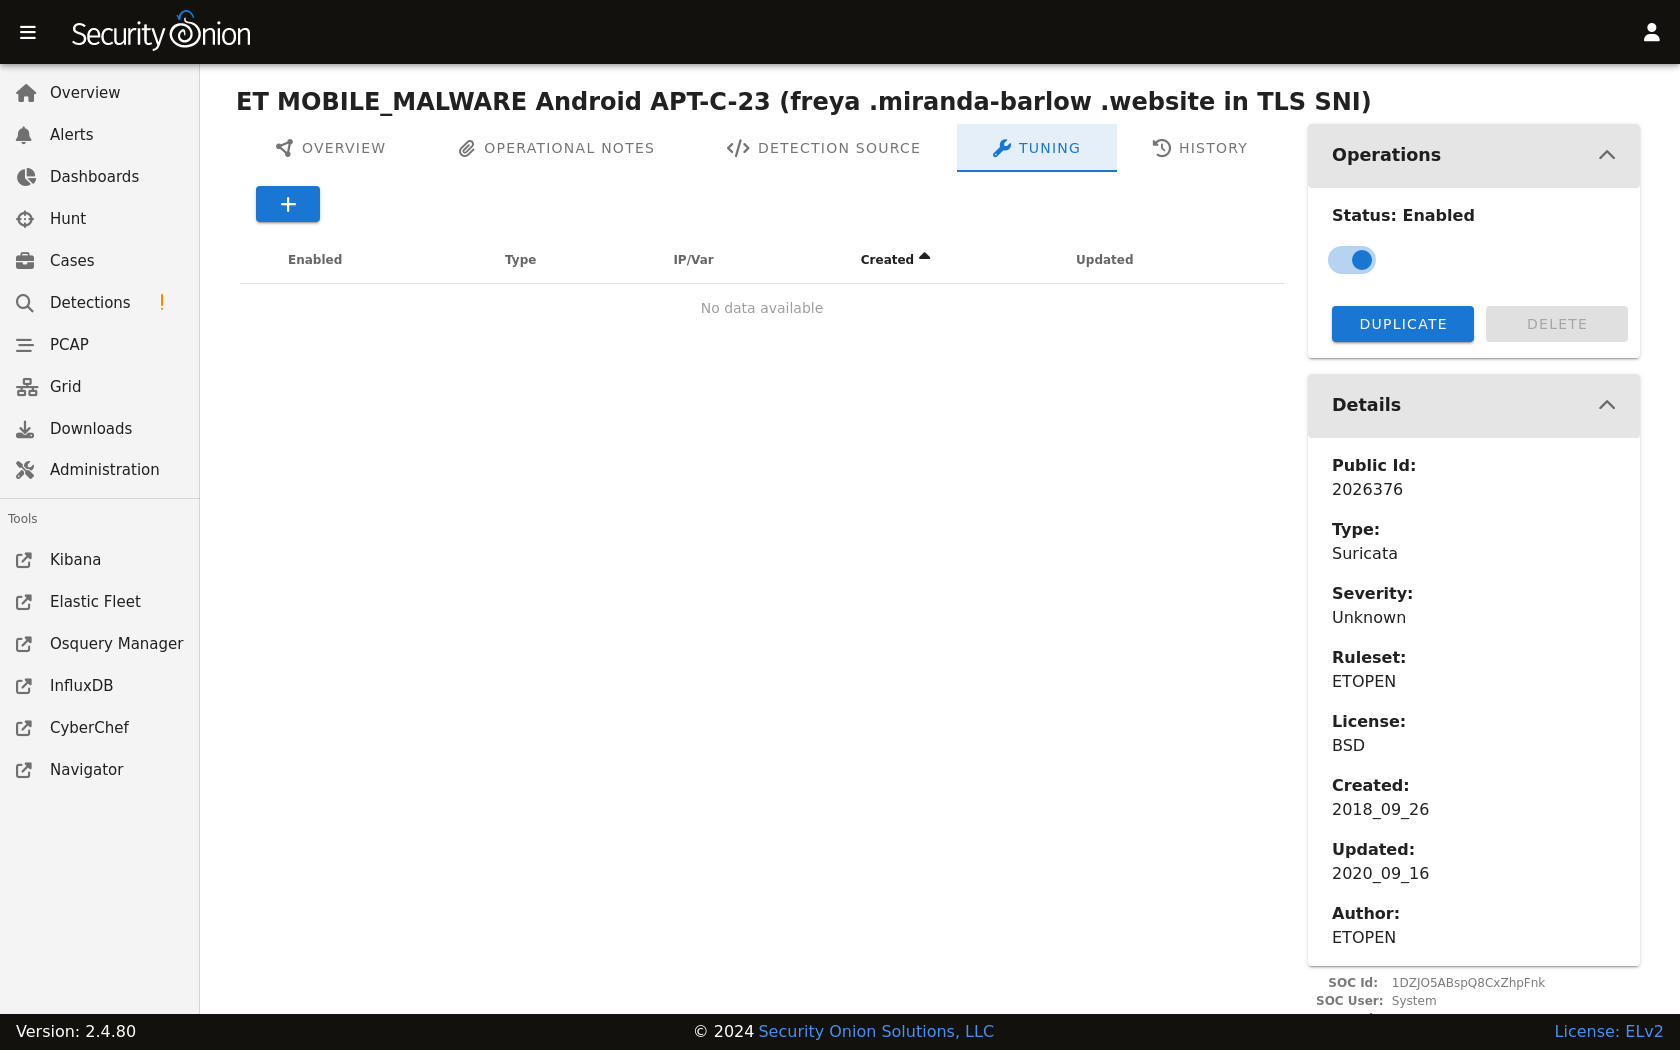 Security Onion
Overview
Alerts
Dashboards
Hunt
Cases
Detections !
PCAP
Grid
Downloads
Administration
Tools
Kibana
Elastic Fleet
Osquery Manager
InfluxDB
CyberChef
Navigator
ET MOBILE_MALWARE Android APT-C-23 (freya .miranda-barlow .website in TLS SNI)
OVERVIEW OPERATIONAL NOTES DETECTION SOURCE TUNING HISTORY
+
Enabled Type IP/Var Created Updated
No data available
Operations
Status: Enabled
DUPLICATE DELETE
Details
Public Id:
2026376
Type:
Suricata
Severity:
Unknown
Ruleset:
ETOPEN
License:
BSD
Created:
2018_09_26
Updated:
2020_09_16
Author:
ETOPEN
SOC Id: 1DZJO5ABspQ8CxZhpFnk
SOC User: System
Version: 2.4.80 © 2024 Security Onion Solutions, LLC License: ELv2